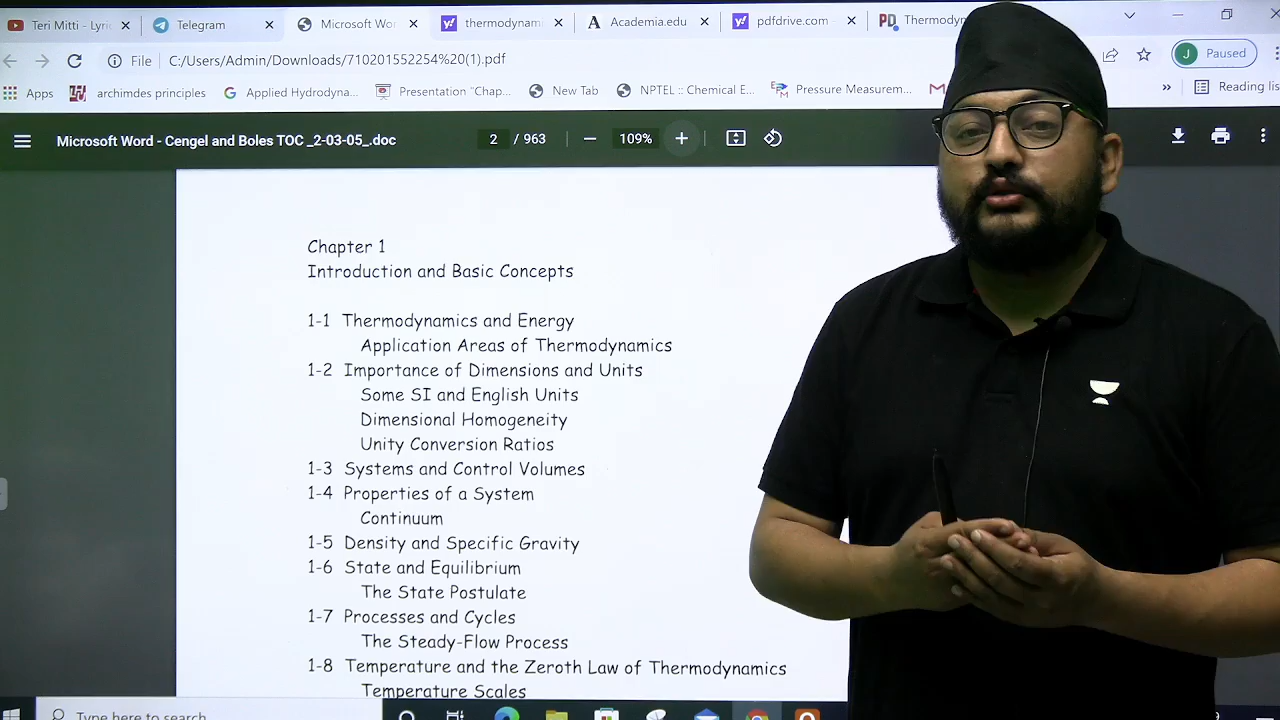 Teri Mitti - Lyric
Telegram
Microsoft Wor
thermodynam
Academia.edu
pdfdrive.com -
Thermodyn
File
C:/Users/Admin/Downloads/710201552254%20(1).pdf
J
Paused
Apps
archimdes principles
Applied Hydrodyna...
Presentation "Chap...
New Tab
NPTEL :: Chemical E...
Pressure Measurem...
»
Reading lis
Microsoft Word - Cengel and Boles TOC _2-03-05_.doc
2 / 963
109%
Chapter 1
Introduction and Basic Concepts
1-1 Thermodynamics and Energy
Application Areas of Thermodynamics
1-2 Importance of Dimensions and Units
Some SI and English Units
Dimensional Homogeneity
Unity Conversion Ratios
1-3 Systems and Control Volumes
1-4 Properties of a System
Continuum
1-5 Density and Specific Gravity
1-6 State and Equilibrium
The State Postulate
1-7 Processes and Cycles
The Steady-Flow Process
1-8 Temperature and the Zeroth Law of Thermodynamics
Temperature Scales
Type here to search